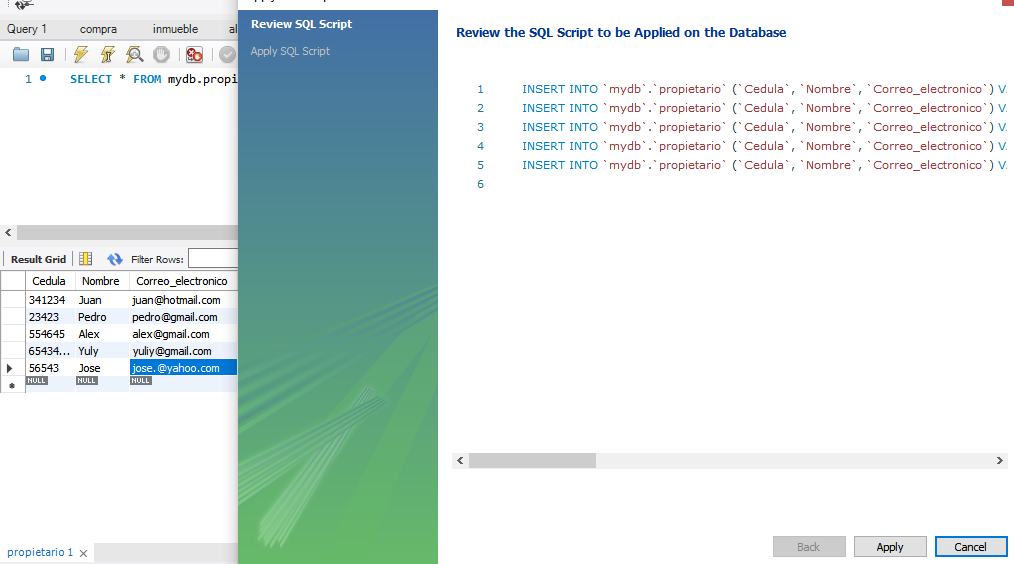 Review SQL Script
Apply SQL Script
Review the SQL Script to be Applied on the Database
Query 1 compra inmueble al
1 SELECT * FROM mydb.propi
1 INSERT INTO `mydb`.`propietario` (`Cedula`, `Nombre`, `Correo_electronico`) V
2 INSERT INTO `mydb`.`propietario` (`Cedula`, `Nombre`, `Correo_electronico`) V
3 INSERT INTO `mydb`.`propietario` (`Cedula`, `Nombre`, `Correo_electronico`) V
4 INSERT INTO `mydb`.`propietario` (`Cedula`, `Nombre`, `Correo_electronico`) V
5 INSERT INTO `mydb`.`propietario` (`Cedula`, `Nombre`, `Correo_electronico`) V
6
Result Grid Filter Rows:
Cedula Nombre Correo_electronico
341234 Juan juan@hotmail.com
23423 Pedro pedro@gmail.com
554645 Alex alex@gmail.com
65434... Yuly yuliy@gmail.com
56543 Jose jose.@yahoo.com
NULL NULL NULL
propietario 1
Back Apply Cancel